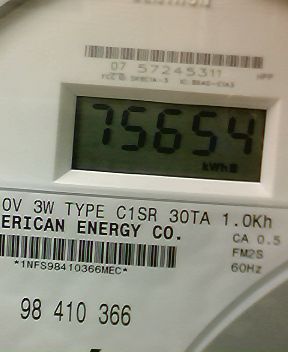 07 57245311
75654
kWh
0V 3W TYPE C1SR 30TA 1.0Kh
ERICAN ENERGY CO. CA 0.5
FM2S
*1NFS98410366MEC* 60Hz
98 410 366